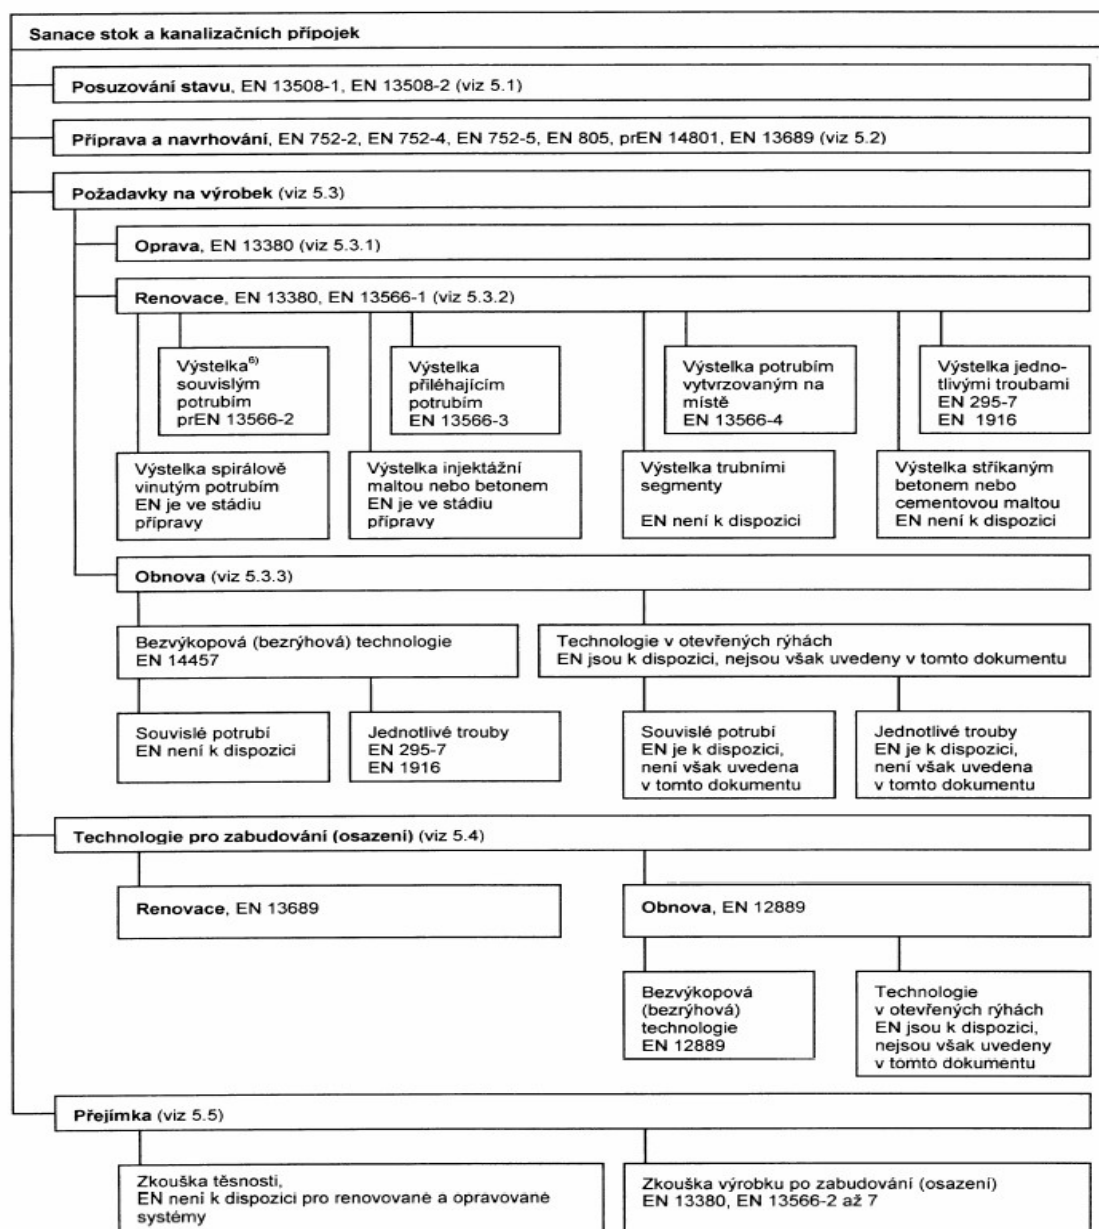 Sanace stok a kanalizačních přípojek
Posuzování stavu, EN 13508-1, EN 13508-2 (viz 5.1)
Příprava a navrhování, EN 752-2, EN 752-4, EN 752-5, EN 805, prEN 14801, EN 13689 (viz 5.2)
Požadavky na výrobek (viz 5.3)
Oprava, EN 13380 (viz 5.3.1)
Renovace, EN 13380, EN 13566-1 (viz 5.3.2)
Výstelka⁶⁾
souvislým
potrubím
prEN 13566-2
Výstelka
přiléhajícím
potrubím
EN 13566-3
Výstelka potrubím
vytvrzovaným na
místě
EN 13566-4
Výstelka jedno-
tlivými troubami
EN 295-7
EN 1916
Výstelka spirálově
vinutým potrubím
EN je ve stádiu
přípravy
Výstelka injektážní
maltou nebo betonem
EN je ve stádiu
přípravy
Výstelka trubními
segmenty
EN není k dispozici
Výstelka stříkaným
betonem nebo
cementovou maltou
EN není k dispozici
Obnova (viz 5.3.3)
Bezvýkopová (bezrýhová) technologie
EN 14457
Technologie v otevřených rýhách
EN jsou k dispozici, nejsou však uvedeny v tomto dokumentu
Souvislé potrubí
EN není k dispozici
Jednotlivé trouby
EN 295-7
EN 1916
Souvislé potrubí
EN je k dispozici,
není však uvedena
v tomto dokumentu
Jednotlivé trouby
EN je k dispozici,
není však uvedena
v tomto dokumentu
Technologie pro zabudování (osazení) (viz 5.4)
Renovace, EN 13689
Obnova, EN 12889
Bezvýkopová
(bezrýhová)
technologie
EN 12889
Technologie
v otevřených rýhách
EN jsou k dispozici,
nejsou však uvedeny
v tomto dokumentu
Přejímka (viz 5.5)
Zkouška těsnosti,
EN není k dispozici pro renovované a opravované
systémy
Zkouška výrobku po zabudování (osazení)
EN 13380, EN 13566-2 až 7